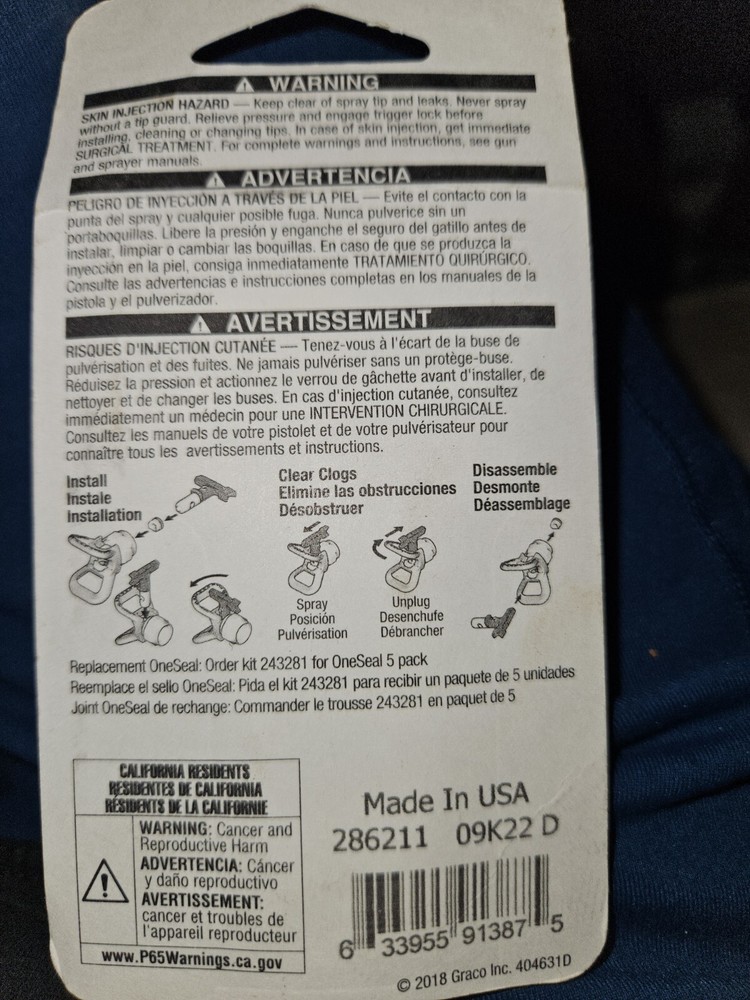 ⚠ WARNING
SKIN INJECTION HAZARD — Keep clear of spray tip and leaks. Never spray
without a tip guard. Relieve pressure and engage trigger lock before
installing, cleaning or changing tips. In case of skin injection, get immediate
SURGICAL TREATMENT. For complete warnings and instructions, see gun
and sprayer manuals.
⚠ ADVERTENCIA
PELIGRO DE INYECCIÓN A TRAVÉS DE LA PIEL — Evite el contacto con la
punta del spray y cualquier posible fuga. Nunca pulverice sin un
portaboquillas. Libere la presión y enganche el seguro del gatillo antes de
instalar, limpiar o cambiar las boquillas. En caso de que se produzca la
inyección en la piel, consiga inmediatamente TRATAMIENTO QUIRÚRGICO.
Consulte las advertencias e instrucciones completas en los manuales de la
pistola y el pulverizador.
⚠ AVERTISSEMENT
RISQUES D'INJECTION CUTANÉE — Tenez-vous à l'écart de la buse de
pulvérisation et des fuites. Ne jamais pulvériser sans un protège-buse.
Réduisez la pression et actionnez le verrou de gâchette avant d'installer, de
nettoyer et de changer les buses. En cas d'injection cutanée, consultez
immédiatement un médecin pour une INTERVENTION CHIRURGICALE.
Consultez les manuels de votre pistolet et de votre pulvérisateur pour
connaître tous les avertissements et instructions.
Install
Instale
Installation
Clear Clogs
Elimine las obstrucciones
Désobstruer
Disassemble
Desmonte
Déassemblage
Spray
Posición
Pulvérisation
Unplug
Desenchufe
Débrancher
Replacement OneSeal: Order kit 243281 for OneSeal 5 pack
Reemplace el sello OneSeal: Pida el kit 243281 para recibir un paquete de 5 unidades
Joint OneSeal de rechange: Commander le trousse 243281 en paquet de 5
CALIFORNIA RESIDENTS
RESIDENTES DE CALIFORNIA
RÉSIDENTS DE LA CALIFORNIE
WARNING: Cancer and
Reproductive Harm
ADVERTENCIA: Cáncer
y daño reproductivo
AVERTISSEMENT:
cancer et troubles de
l'appareil reproducteur
www.P65Warnings.ca.gov
Made In USA
286211 09K22 D
6 33955 91387 5
© 2018 Graco Inc. 404631D